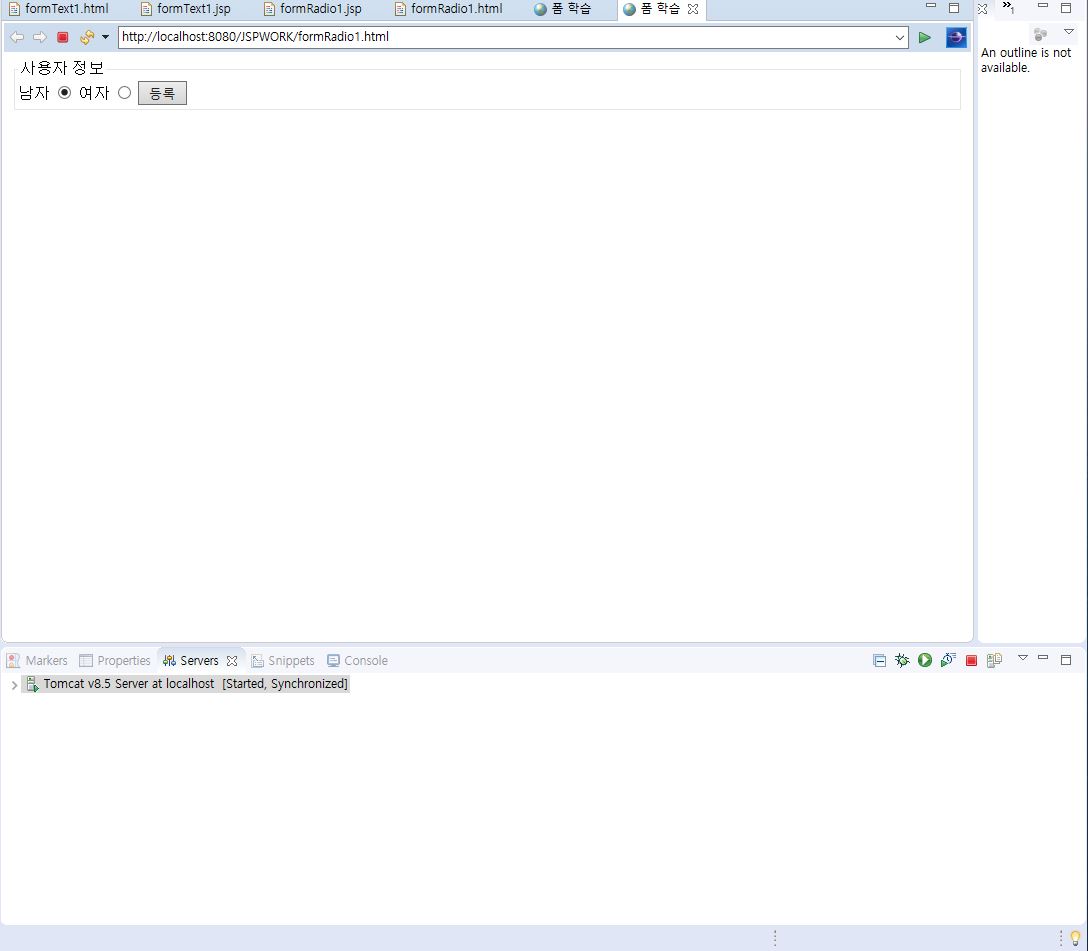 formText1.html formText1.jsp formRadio1.jsp formRadio1.html 폼 학습 폼 학습
http://localhost:8080/JSPWORK/formRadio1.html
사용자 정보
남자 여자 등록
An outline is not
available.
Markers Properties Servers Snippets Console
Tomcat v8.5 Server at localhost [Started, Synchronized]